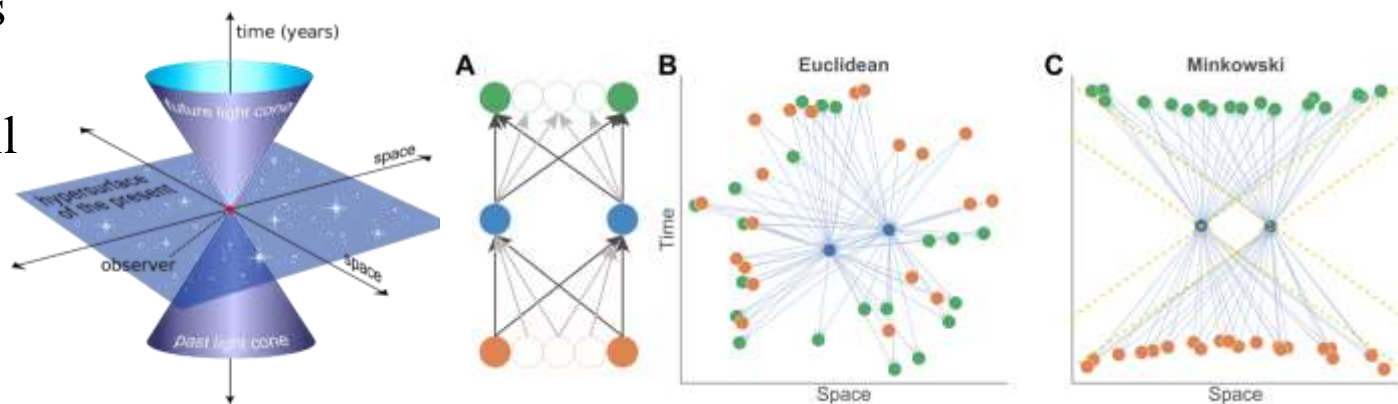 s
al
time (years)
future light cone
space
hypersurface
of the present
observer
space
past light cone
A
B
Euclidean
Time
Space
C
Minkowski
Space